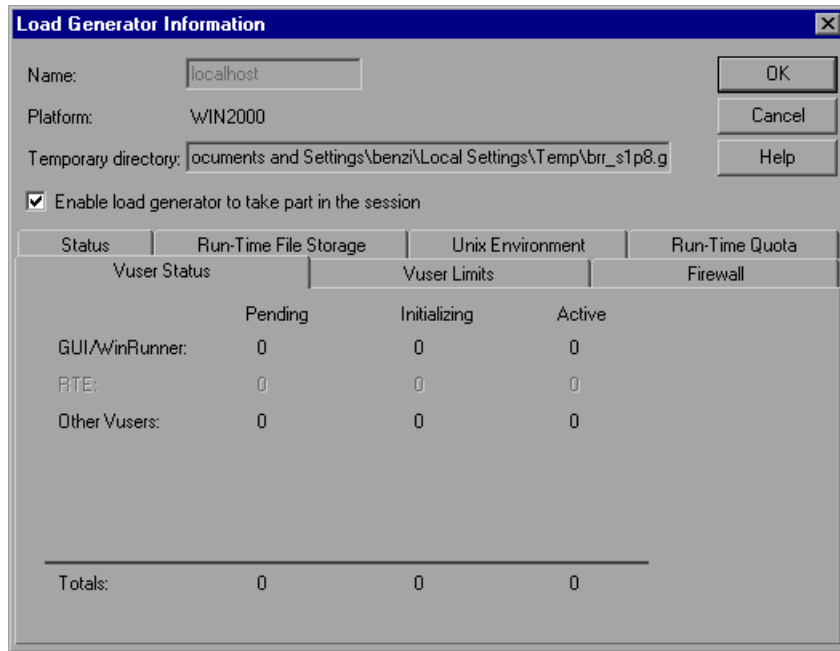 Load Generator Information
Name: localhost OK
Platform: WIN2000 Cancel
Temporary directory: ocuments and Settings\benzi\Local Settings\Temp\brr_s1p8.g Help
Enable load generator to take part in the session
Status Run-Time File Storage Unix Environment Run-Time Quota
Vuser Status Vuser Limits Firewall
Pending Initializing Active
GUI/WinRunner: 0 0 0
RTE: 0 0 0
Other Vusers: 0 0 0
Totals: 0 0 0